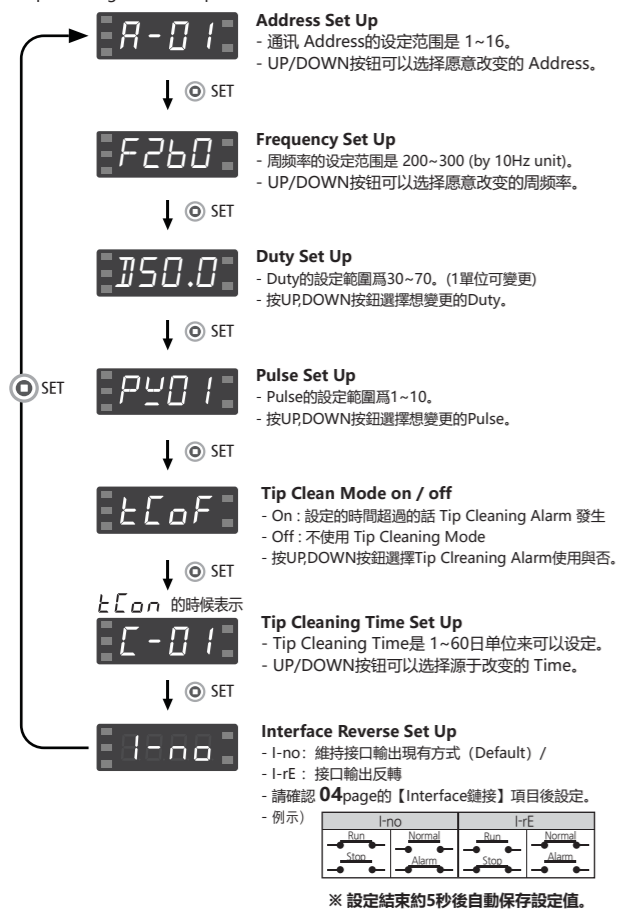 Address Set Up
A-01
- 通讯 Address的设定范围是 1~16。
- UP/DOWN按钮可以选择愿意改变的 Address。
SET
Frequency Set Up
F2b0
- 周频率的设定范围是 200~300 (by 10Hz unit)。
- UP/DOWN按钮可以选择愿意改变的周频率。
SET
Duty Set Up
D50.0
- Duty的設定範圍爲30~70。(1單位可變更)
- 按UP,DOWN按鈕選擇想變更的Duty。
SET
SET
Pulse Set Up
- Pulse的設定範圍爲1~10。
- 按UP,DOWN按鈕選擇想變更的Pulse。
SET
Tip Clean Mode on / off
tCoF
- On : 設定的時間超過的話 Tip Cleaning Alarm 發生
- Off : 不使用 Tip Cleaning Mode
- 按UP,DOWN按鈕選擇Tip Clreaning Alarm使用與否。
SET
tCon 的時候表示
Tip Cleaning Time Set Up
C-01
- Tip Cleaning Time是 1~60日单位来可以设定。
- UP/DOWN按钮可以选择源于改变的 Time。
SET
Interface Reverse Set Up
I-no
- I-no: 維持接口輸出現有方式（Default）/
- I-rE : 接口輸出反轉
- 請確認 04page的【Interface鏈接】項目後設定。
- 例示)
I-no I-rE
Run Normal Run Normal
Stop Alarm Stop Alarm
※ 設定結束約5秒後自動保存設定值。